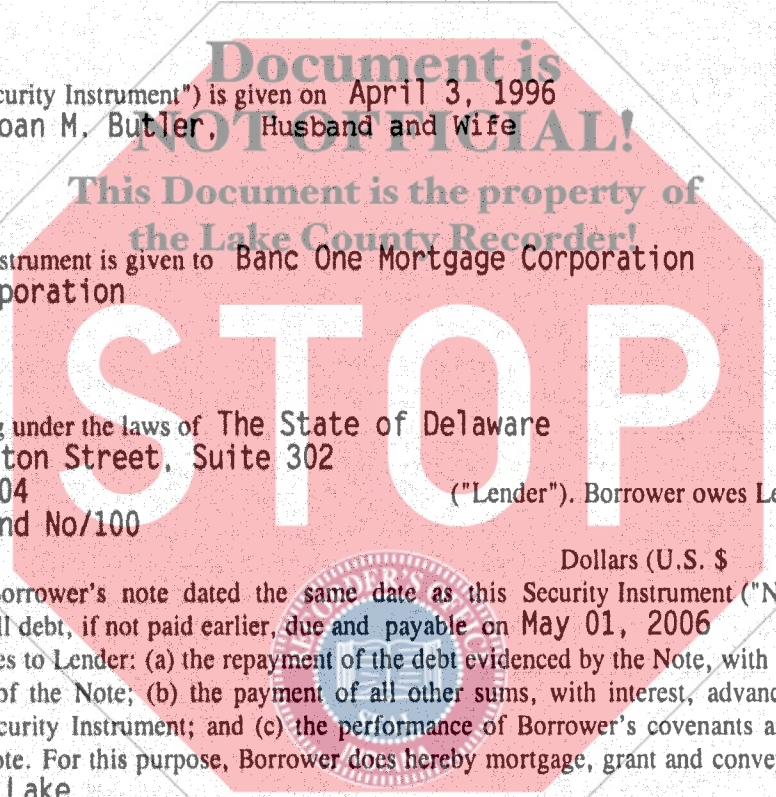 Document is
curity Instrument") is given on April 3, 1996
oan M. Butler, Husband and Wife
NOT OFFICIAL!
This Document is the property of
the Lake County Recorder!
strument is given to Banc One Mortgage Corporation
poration
STOP
g under the laws of The State of Delaware
ton Street, Suite 302
04 ("Lender"). Borrower owes Le
nd No/100
Dollars (U.S. $
orrower's note dated the same date as this Security Instrument ("N
ll debt, if not paid earlier, due and payable on May 01, 2006
es to Lender: (a) the repayment of the debt evidenced by the Note, with
of the Note; (b) the payment of all other sums, with interest, advanc
curity Instrument; and (c) the performance of Borrower's covenants a
ote. For this purpose, Borrower does hereby mortgage, grant and conve
Lake